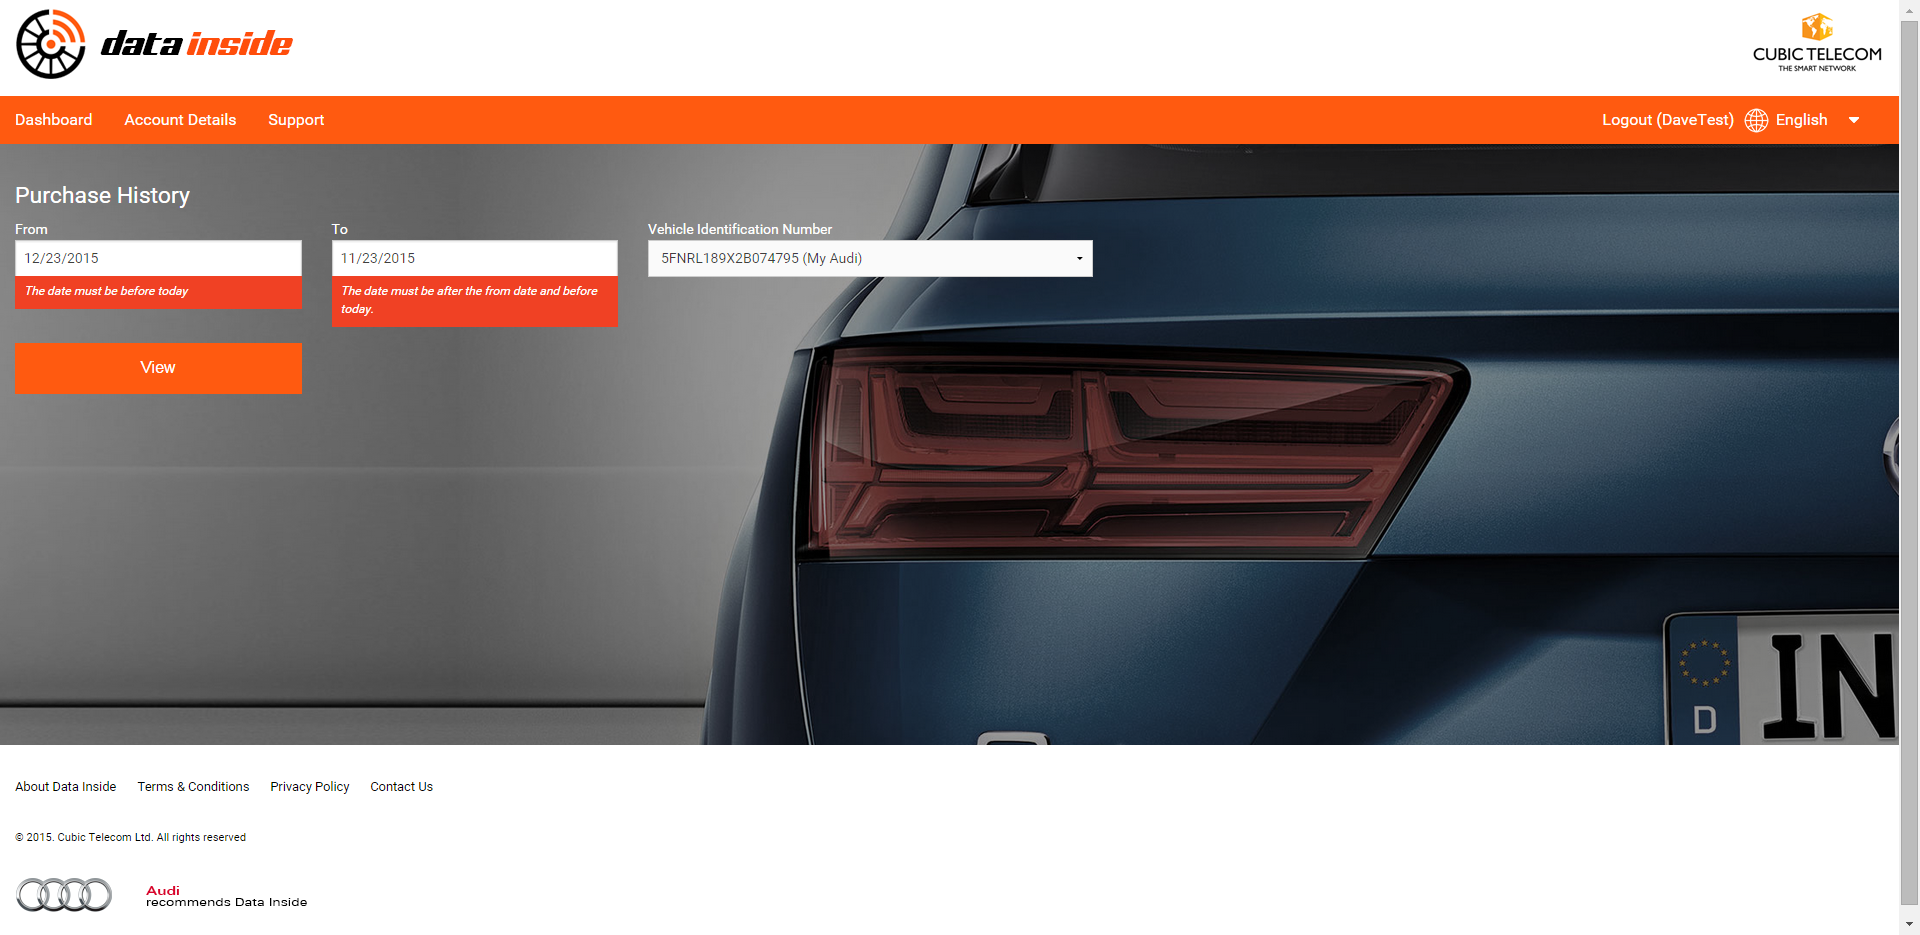 data inside
CUBIC TELECOM
THE SMART NETWORK
Dashboard Account Details Support Logout (DaveTest) English
Purchase History
From To Vehicle Identification Number
12/23/2015 11/23/2015 5FNRL189X2B074795 (My Audi)
The date must be before today
The date must be after the from date and before
today.
View
D
IN
About Data Inside Terms & Conditions Privacy Policy Contact Us
© 2015. Cubic Telecom Ltd. All rights reserved
Audi
recommends Data Inside